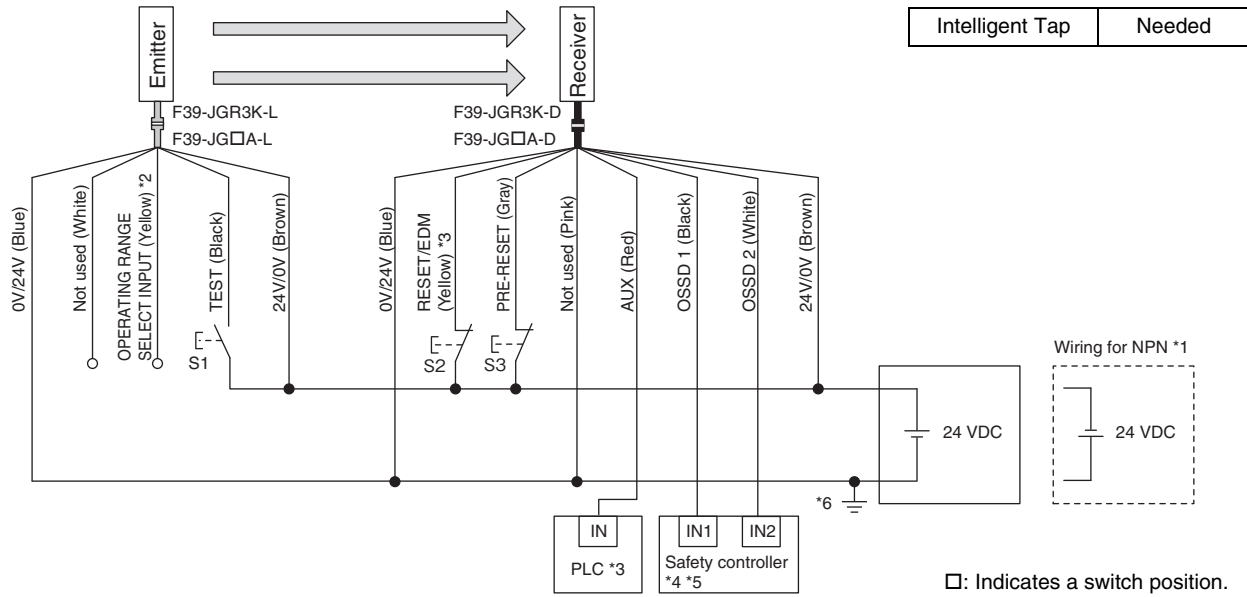 Intelligent Tap Needed
Emitter
Receiver
F39-JGR3K-L
F39-JG□A-L
F39-JGR3K-D
F39-JG□A-D
0V/24V (Blue)
Not used (White)
OPERATING RANGE
SELECT INPUT (Yellow) *2
TEST (Black)
24V/0V (Brown)
0V/24V (Blue)
RESET/EDM
(Yellow) *3
PRE-RESET (Gray)
Not used (Pink)
AUX (Red)
OSSD 1 (Black)
OSSD 2 (White)
24V/0V (Brown)
S1
S2
S3
Wiring for NPN *1
24 VDC
24 VDC
*6
IN
PLC *3
IN1
IN2
Safety controller
*4 *5
□: Indicates a switch position.